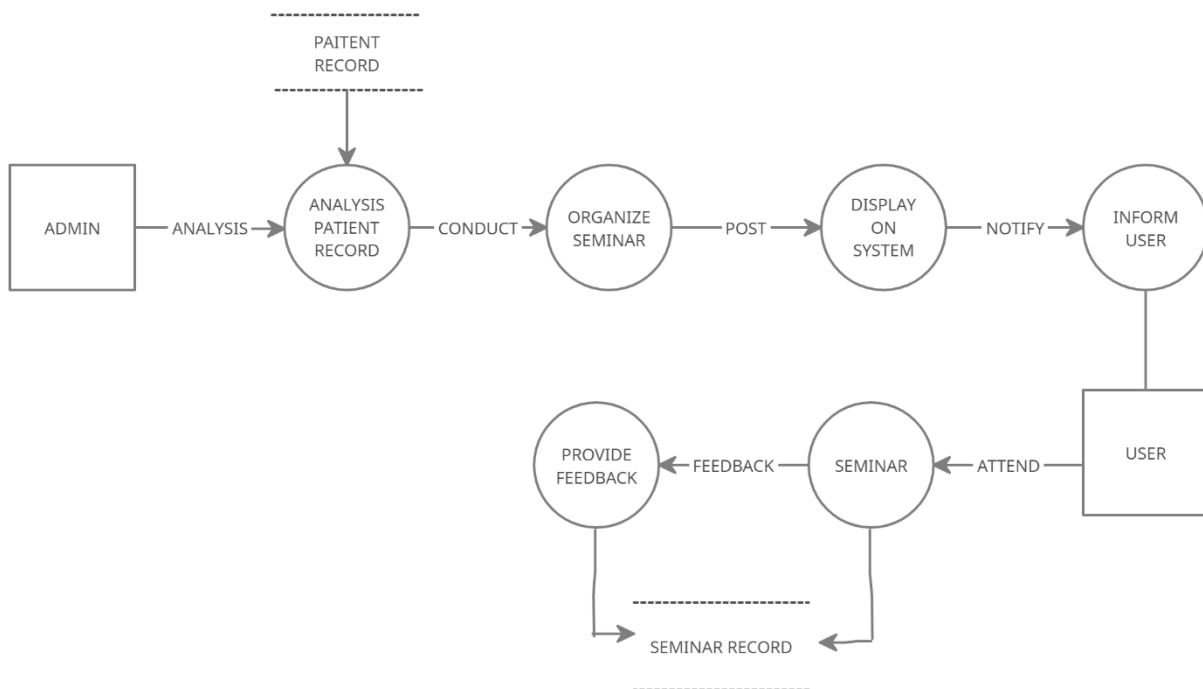 PAITENT
RECORD
ADMIN
ANALYSIS
ANALYSIS
PATIENT
RECORD
CONDUCT
ORGANIZE
SEMINAR
POST
DISPLAY
ON
SYSTEM
NOTIFY
INFORM
USER
PROVIDE
FEEDBACK
FEEDBACK
SEMINAR
ATTEND
USER
SEMINAR RECORD